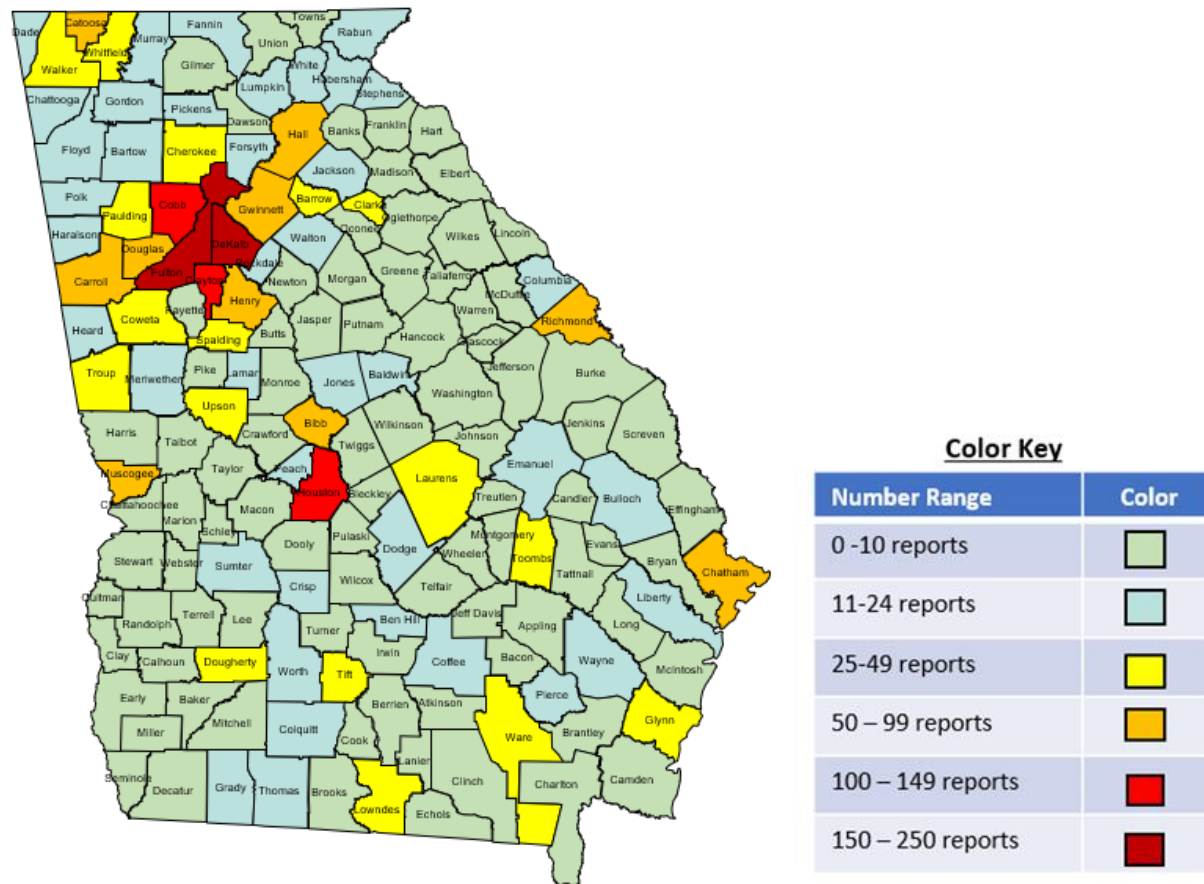 Dade
Catoosa
Fannin
Towns
Union
Rabun
Murray
Whitfield
Walker
Gilmer
White
Habersham
Lumpkin
Stephens
Chattooga
Gordon
Pickens
Dawson
Hall
Banks
Franklin
Hart
Floyd
Bartow
Cherokee
Forsyth
Jackson
Madison
Elbert
Polk
Cobb
Gwinnett
Barrow
Clark
Paulding
Oglethorpe
Haralson
Douglas
DeKalb
Walton
Oconee
Wilkes
Lincoln
Carroll
Fulton
Clayton
Rockdale
Newton
Morgan
Greene
Taliaferro
Columbia
McDuffie
Henry
Fayette
Coweta
Heard
Spalding
Butts
Jasper
Putnam
Hancock
Warren
Richmond
Glascock
Troup
Meriwether
Pike
Lamar
Monroe
Jones
Baldwin
Jefferson
Burke
Washington
Upson
Harris
Talbot
Crawford
Bibb
Twiggs
Wilkinson
Johnson
Jenkins
Screven
Muscogee
Taylor
Peach
Houston
Laurens
Emanuel
Bleckley
Treutlen
Candler
Bulloch
Effingham
Chattahoochee
Marion
Macon
Schley
Dooly
Pulaski
Dodge
Montgomery
Wheeler
Toombs
Evans
Tattnall
Bryan
Chatham
Stewart
Webster
Sumter
Crisp
Wilcox
Telfair
Liberty
Quitman
Randolph
Terrell
Lee
Turner
Ben Hill
Jeff Davis
Appling
Long
Irwin
Clay
Calhoun
Dougherty
Worth
Tift
Coffee
Bacon
Wayne
McIntosh
Early
Baker
Mitchell
Colquitt
Berrien
Atkinson
Pierce
Ware
Brantley
Glynn
Miller
Cook
Lanier
Clinch
Charlton
Camden
Seminole
Decatur
Grady
Thomas
Brooks
Lowndes
Echols
Color Key
Number Range Color
0 -10 reports
11-24 reports
25-49 reports
50 – 99 reports
100 – 149 reports
150 – 250 reports